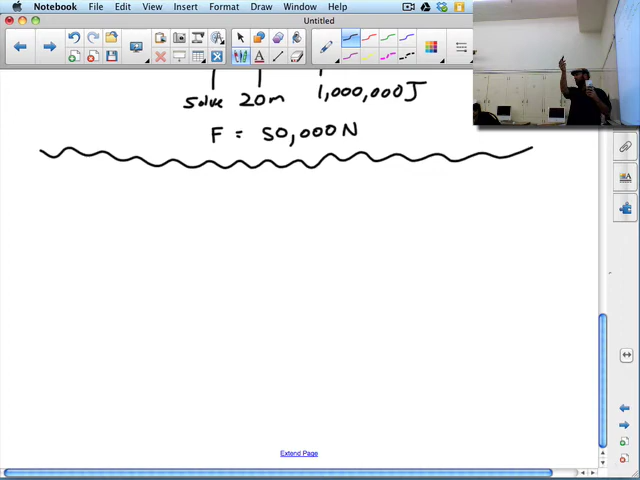 Notebook File Edit View Insert Format Draw Window Help
Untitled
solve 20m 1,000,000J
F = 50,000N
Extend Page